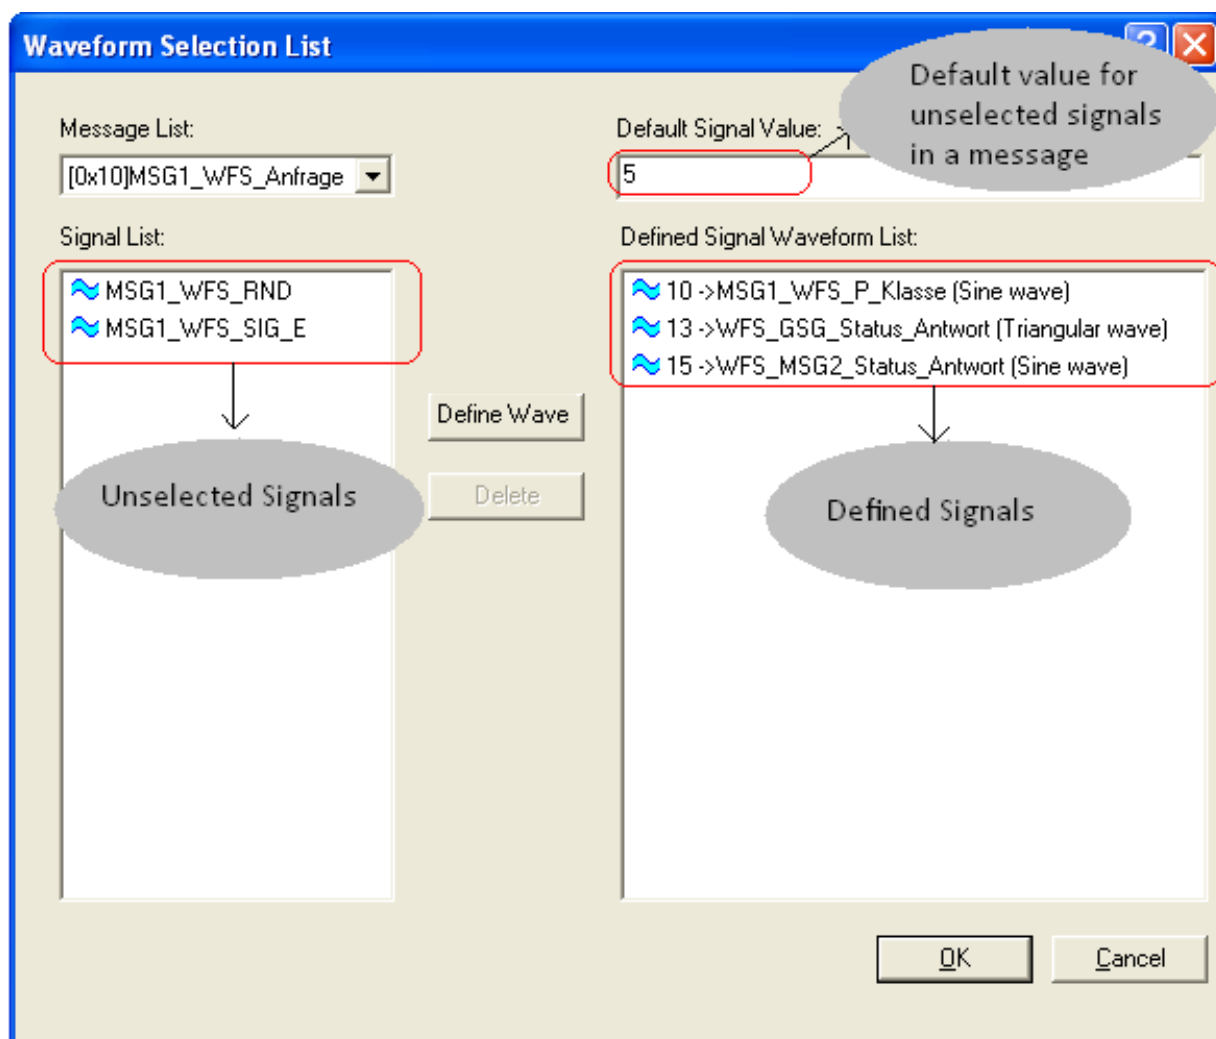 Waveform Selection List
?
Default value for
unselected signals
in a message
Message List:
Default Signal Value:
[0x10]MSG1_WFS_Anfrage
5
Signal List:
Defined Signal Waveform List:
MSG1_WFS_RND
MSG1_WFS_SIG_E
10 ->MSG1_WFS_P_Klasse (Sine wave)
13 ->WFS_GSG_Status_Antwort (Triangular wave)
15 ->WFS_MSG2_Status_Antwort (Sine wave)
Define Wave
Delete
Unselected Signals
Defined Signals
OK
Cancel